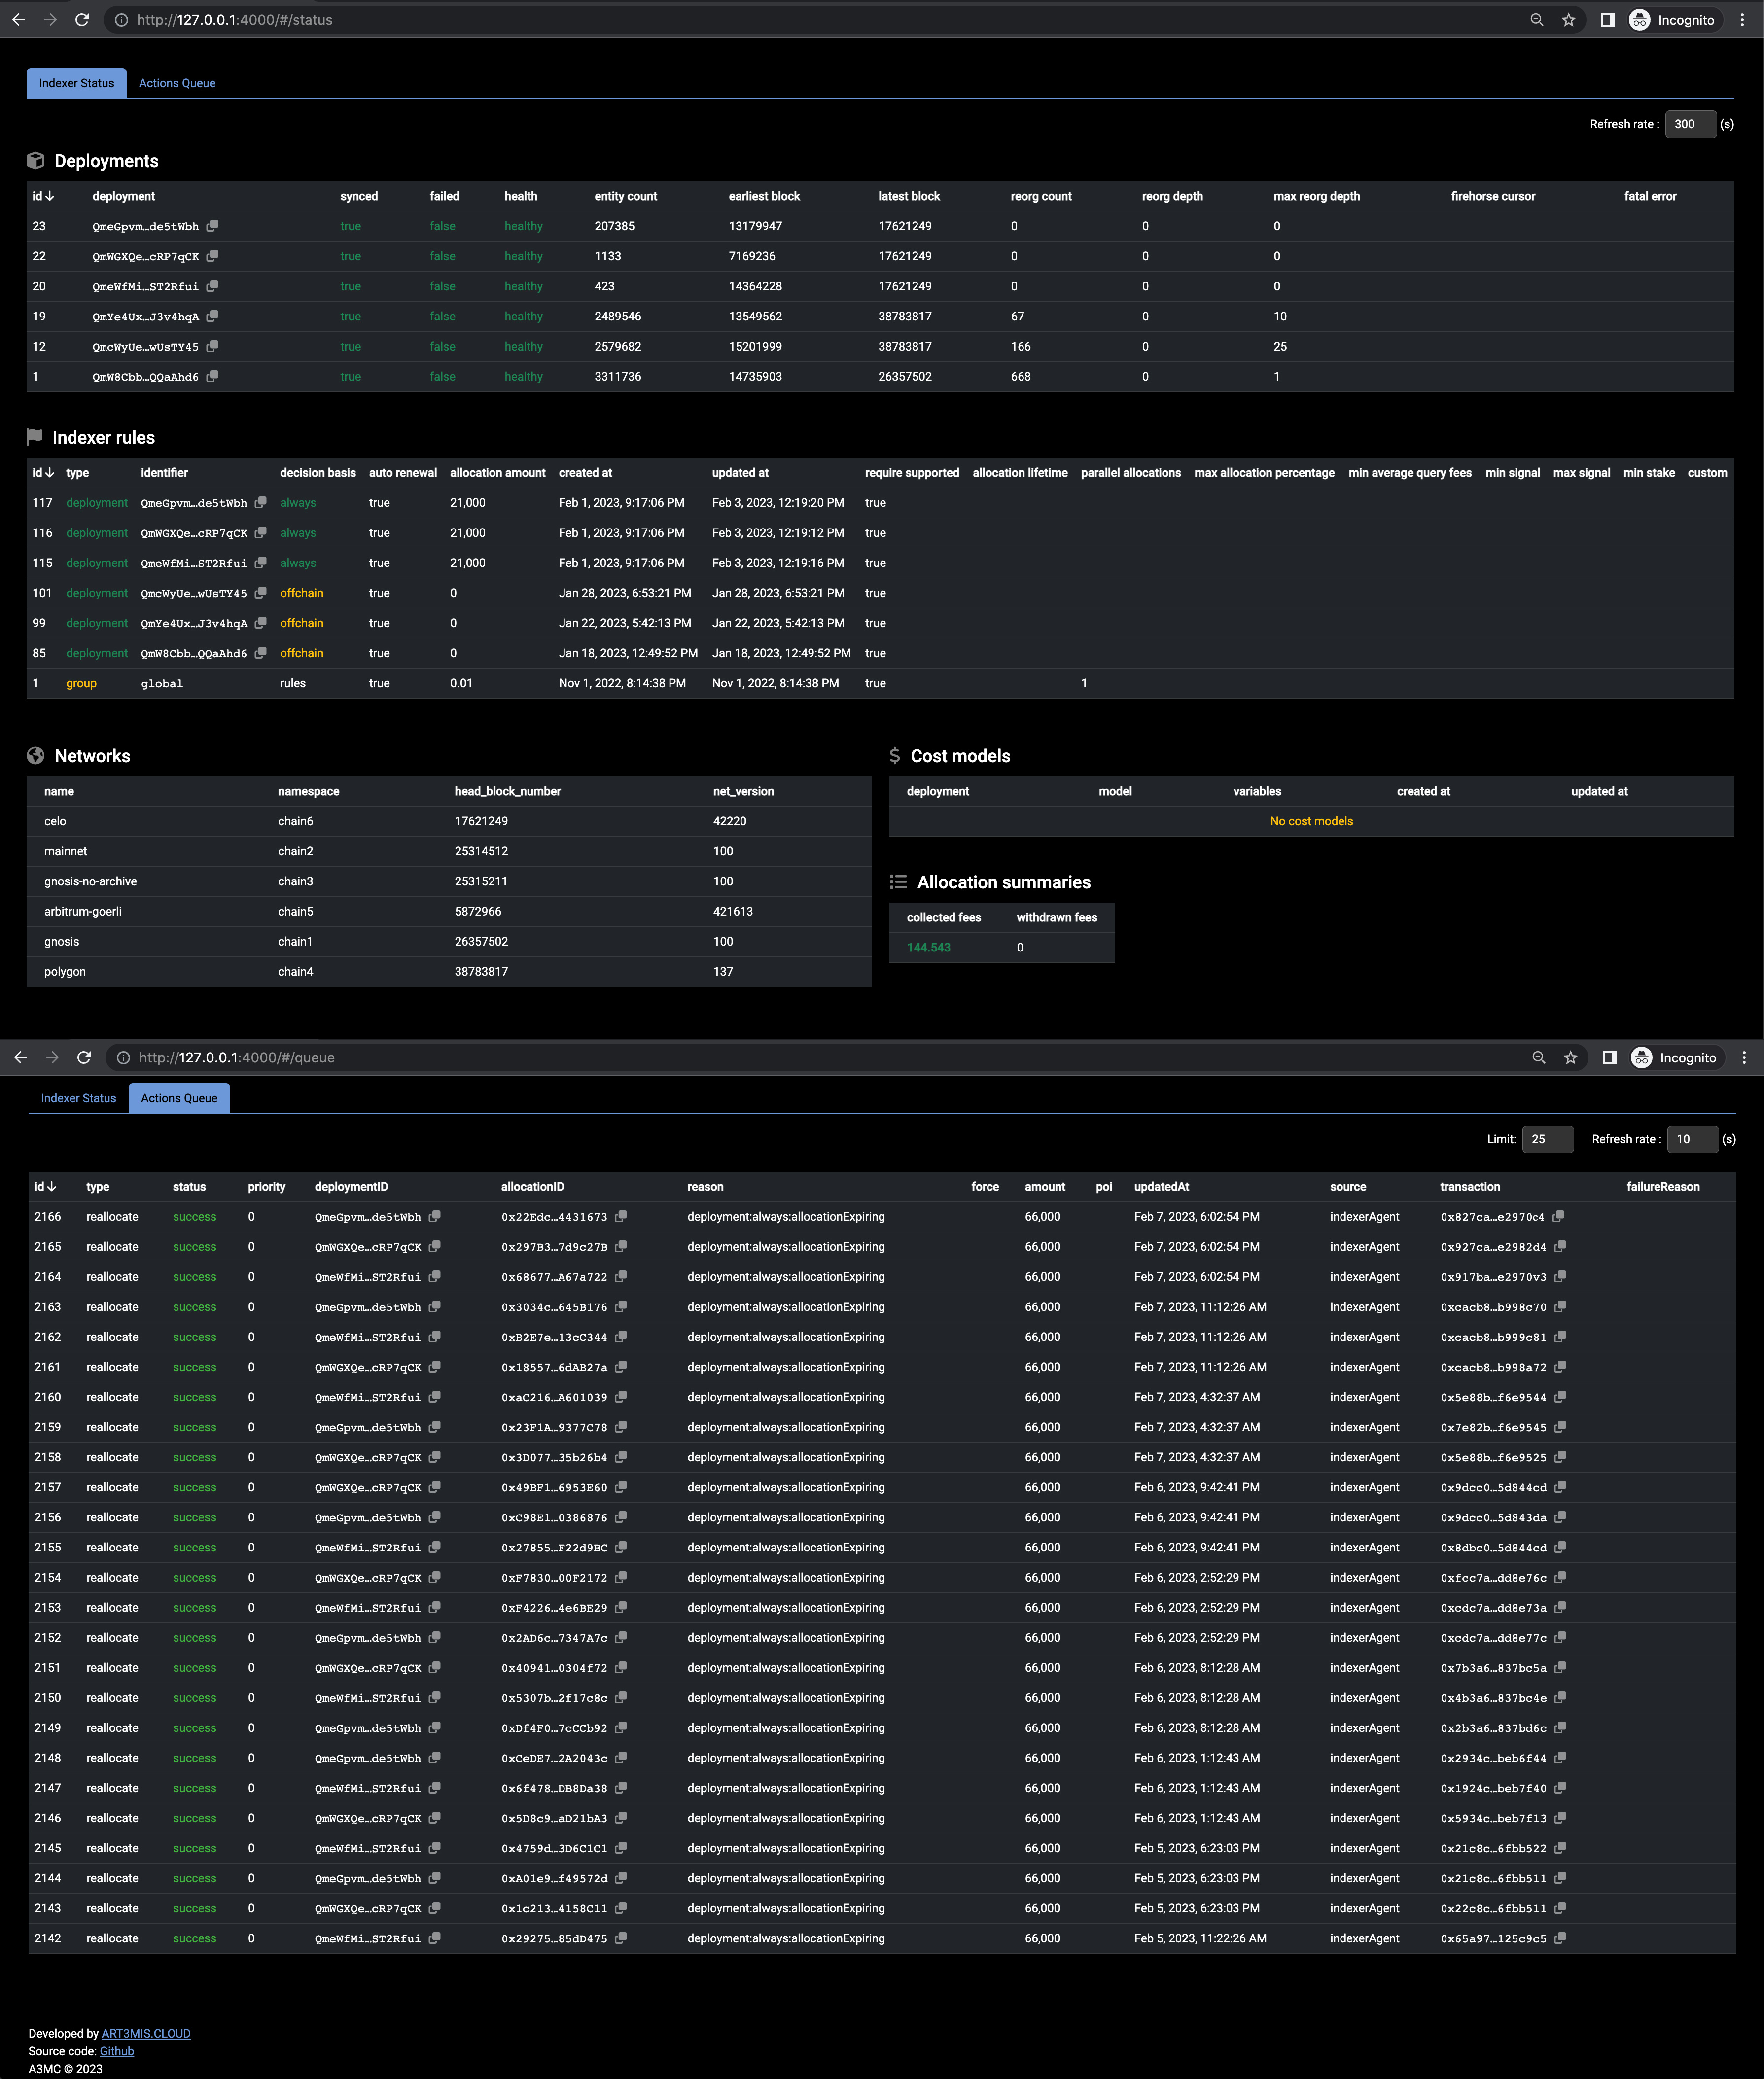 http://127.0.0.1:4000/#/status Incognito
Indexer Status Actions Queue
Refresh rate : 300 (s)
Deployments
id deployment synced failed health entity count earliest block latest block reorg count reorg depth max reorg depth firehorse cursor fatal error
23 QmeGpvm…de5tWbh true false healthy 207385 13179947 17621249 0 0 0
22 QmWGXQe…cRP7qCK true false healthy 1133 7169236 17621249 0 0 0
20 QmeWfMi…ST2Rfui true false healthy 423 14364228 17621249 0 0 0
19 QmYe4Ux…J3v4hqA true false healthy 2489546 13549562 38783817 67 0 10
12 QmcWyUe…wUsTY45 true false healthy 2579682 15201999 38783817 166 0 25
1 QmW8Cbb…QQaAhd6 true false healthy 3311736 14735903 26357502 668 0 1
Indexer rules
id type identifier decision basis auto renewal allocation amount created at updated at require supported allocation lifetime parallel allocations max allocation percentage min average query fees min signal max signal min stake custom
117 deployment QmeGpvm…de5tWbh always true 21,000 Feb 1, 2023, 9:17:06 PM Feb 3, 2023, 12:19:20 PM true
116 deployment QmWGXQe…cRP7qCK always true 21,000 Feb 1, 2023, 9:17:06 PM Feb 3, 2023, 12:19:12 PM true
115 deployment QmeWfMi…ST2Rfui always true 21,000 Feb 1, 2023, 9:17:06 PM Feb 3, 2023, 12:19:16 PM true
101 deployment QmcWyUe…wUsTY45 offchain true 0 Jan 28, 2023, 6:53:21 PM Jan 28, 2023, 6:53:21 PM true
99 deployment QmYe4Ux…J3v4hqA offchain true 0 Jan 22, 2023, 5:42:13 PM Jan 22, 2023, 5:42:13 PM true
85 deployment QmW8Cbb…QQaAhd6 offchain true 0 Jan 18, 2023, 12:49:52 PM Jan 18, 2023, 12:49:52 PM true
1 group global rules true 0.01 Nov 1, 2022, 8:14:38 PM Nov 1, 2022, 8:14:38 PM true 1
Networks
name namespace head_block_number net_version
celo chain6 17621249 42220
mainnet chain2 25314512 100
gnosis-no-archive chain3 25315211 100
arbitrum-goerli chain5 5872966 421613
gnosis chain1 26357502 100
polygon chain4 38783817 137
Cost models
deployment model variables created at updated at
No cost models
Allocation summaries
collected fees withdrawn fees
144.543 0
http://127.0.0.1:4000/#/queue Incognito
Indexer Status Actions Queue
Limit: 25 Refresh rate : 10 (s)
id type status priority deploymentID allocationID reason force amount poi updatedAt source transaction failureReason
2166 reallocate success 0 QmeGpvm…de5tWbh 0x22Edc…4431673 deployment:always:allocationExpiring 66,000 Feb 7, 2023, 6:02:54 PM indexerAgent 0x827ca…e2970c4
2165 reallocate success 0 QmWGXQe…cRP7qCK 0x297B3…7d9c27B deployment:always:allocationExpiring 66,000 Feb 7, 2023, 6:02:54 PM indexerAgent 0x927ca…e2982d4
2164 reallocate success 0 QmeWfMi…ST2Rfui 0x68677…A67a722 deployment:always:allocationExpiring 66,000 Feb 7, 2023, 6:02:54 PM indexerAgent 0x917ba…e2970v3
2163 reallocate success 0 QmeGpvm…de5tWbh 0x3034c…645B176 deployment:always:allocationExpiring 66,000 Feb 7, 2023, 11:12:26 AM indexerAgent 0xcacb8…b998c70
2162 reallocate success 0 QmeWfMi…ST2Rfui 0xB2E7e…13cC344 deployment:always:allocationExpiring 66,000 Feb 7, 2023, 11:12:26 AM indexerAgent 0xcacb8…b999c81
2161 reallocate success 0 QmWGXQe…cRP7qCK 0x18557…6dAB27a deployment:always:allocationExpiring 66,000 Feb 7, 2023, 11:12:26 AM indexerAgent 0xcacb8…b998a72
2160 reallocate success 0 QmeWfMi…ST2Rfui 0xaC216…A601039 deployment:always:allocationExpiring 66,000 Feb 7, 2023, 4:32:37 AM indexerAgent 0x5e88b…f6e9544
2159 reallocate success 0 QmeGpvm…de5tWbh 0x23F1A…9377C78 deployment:always:allocationExpiring 66,000 Feb 7, 2023, 4:32:37 AM indexerAgent 0x7e82b…f6e9545
2158 reallocate success 0 QmWGXQe…cRP7qCK 0x3D077…35b26b4 deployment:always:allocationExpiring 66,000 Feb 7, 2023, 4:32:37 AM indexerAgent 0x5e88b…f6e9525
2157 reallocate success 0 QmWGXQe…cRP7qCK 0x49BF1…6953E60 deployment:always:allocationExpiring 66,000 Feb 6, 2023, 9:42:41 PM indexerAgent 0x9dcc0…5d844cd
2156 reallocate success 0 QmeGpvm…de5tWbh 0xC98E1…0386876 deployment:always:allocationExpiring 66,000 Feb 6, 2023, 9:42:41 PM indexerAgent 0x9dcc0…5d843da
2155 reallocate success 0 QmeWfMi…ST2Rfui 0x27855…F22d9BC deployment:always:allocationExpiring 66,000 Feb 6, 2023, 9:42:41 PM indexerAgent 0x8dbc0…5d844cd
2154 reallocate success 0 QmWGXQe…cRP7qCK 0xF7830…00F2172 deployment:always:allocationExpiring 66,000 Feb 6, 2023, 2:52:29 PM indexerAgent 0xfcc7a…dd8e76c
2153 reallocate success 0 QmeWfMi…ST2Rfui 0xF4226…4e6BE29 deployment:always:allocationExpiring 66,000 Feb 6, 2023, 2:52:29 PM indexerAgent 0xcdc7a…dd8e73a
2152 reallocate success 0 QmeGpvm…de5tWbh 0x2AD6c…7347A7c deployment:always:allocationExpiring 66,000 Feb 6, 2023, 2:52:29 PM indexerAgent 0xcdc7a…dd8e77c
2151 reallocate success 0 QmWGXQe…cRP7qCK 0x40941…0304f72 deployment:always:allocationExpiring 66,000 Feb 6, 2023, 8:12:28 AM indexerAgent 0x7b3a6…837bc5a
2150 reallocate success 0 QmeWfMi…ST2Rfui 0x5307b…2f17c8c deployment:always:allocationExpiring 66,000 Feb 6, 2023, 8:12:28 AM indexerAgent 0x4b3a6…837bc4e
2149 reallocate success 0 QmeGpvm…de5tWbh 0xDf4F0…7cCCb92 deployment:always:allocationExpiring 66,000 Feb 6, 2023, 8:12:28 AM indexerAgent 0x2b3a6…837bd6c
2148 reallocate success 0 QmeGpvm…de5tWbh 0xCeDE7…2A2043c deployment:always:allocationExpiring 66,000 Feb 6, 2023, 1:12:43 AM indexerAgent 0x2934c…beb6f44
2147 reallocate success 0 QmeWfMi…ST2Rfui 0x6f478…DB8Da38 deployment:always:allocationExpiring 66,000 Feb 6, 2023, 1:12:43 AM indexerAgent 0x1924c…beb7f40
2146 reallocate success 0 QmWGXQe…cRP7qCK 0x5D8c9…aD21bA3 deployment:always:allocationExpiring 66,000 Feb 6, 2023, 1:12:43 AM indexerAgent 0x5934c…beb7f13
2145 reallocate success 0 QmeWfMi…ST2Rfui 0x4759d…3D6C1C1 deployment:always:allocationExpiring 66,000 Feb 5, 2023, 6:23:03 PM indexerAgent 0x21c8c…6fbb522
2144 reallocate success 0 QmeGpvm…de5tWbh 0xA01e9…f49572d deployment:always:allocationExpiring 66,000 Feb 5, 2023, 6:23:03 PM indexerAgent 0x21c8c…6fbb511
2143 reallocate success 0 QmWGXQe…cRP7qCK 0x1c213…4158C11 deployment:always:allocationExpiring 66,000 Feb 5, 2023, 6:23:03 PM indexerAgent 0x22c8c…6fbb511
2142 reallocate success 0 QmeWfMi…ST2Rfui 0x29275…85dD475 deployment:always:allocationExpiring 66,000 Feb 5, 2023, 11:22:26 AM indexerAgent 0x65a97…125c9c5
Developed by ART3MIS.CLOUD
Source code: Github
A3MC © 2023